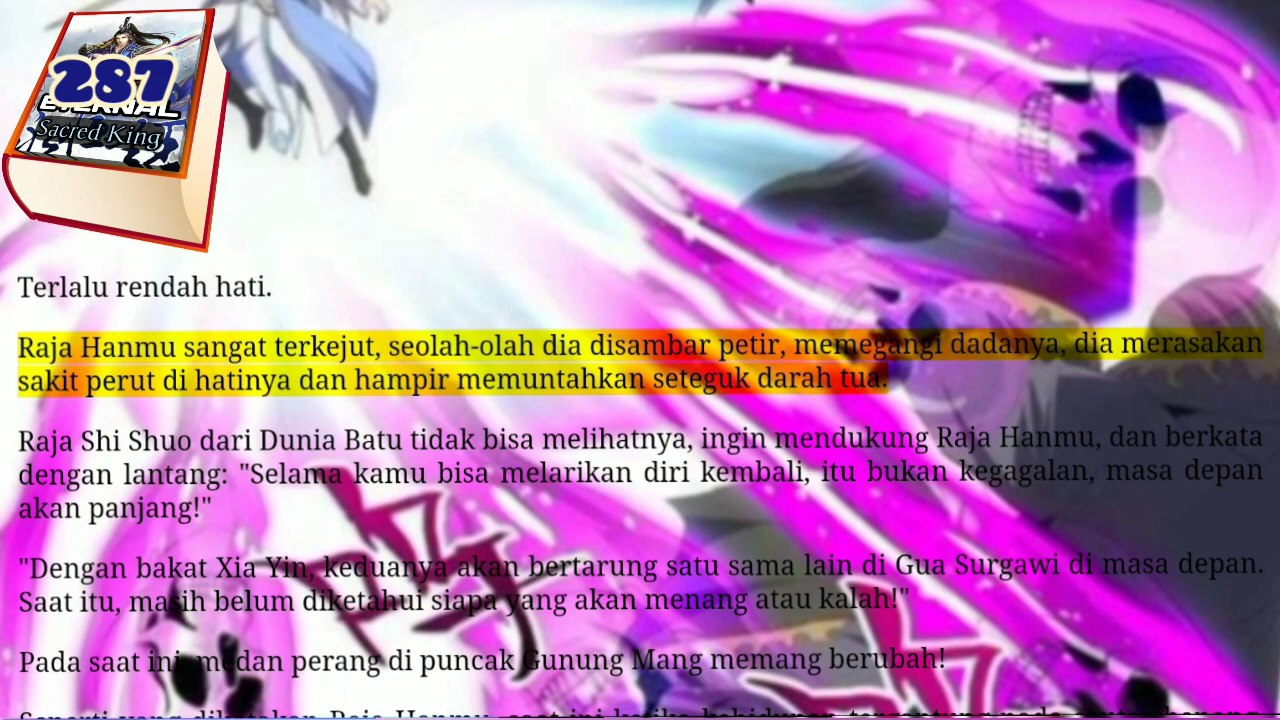 287
ETERNAL
Sacred King
Terlalu rendah hati.
Raja Hanmu sangat terkejut, seolah-olah dia disambar petir, memegangi dadanya, dia merasakan
sakit perut di hatinya dan hampir memuntahkan seteguk darah tua.
Raja Shi Shuo dari Dunia Batu tidak bisa melihatnya, ingin mendukung Raja Hanmu, dan berkata
dengan lantang: "Selama kamu bisa melarikan diri kembali, itu bukan kegagalan, masa depan
akan panjang!"
"Dengan bakat Xia Yin, keduanya akan bertarung satu sama lain di Gua Surgawi di masa depan.
Saat itu, masih belum diketahui siapa yang akan menang atau kalah!"
Pada saat ini, medan perang di puncak Gunung Mang memang berubah!